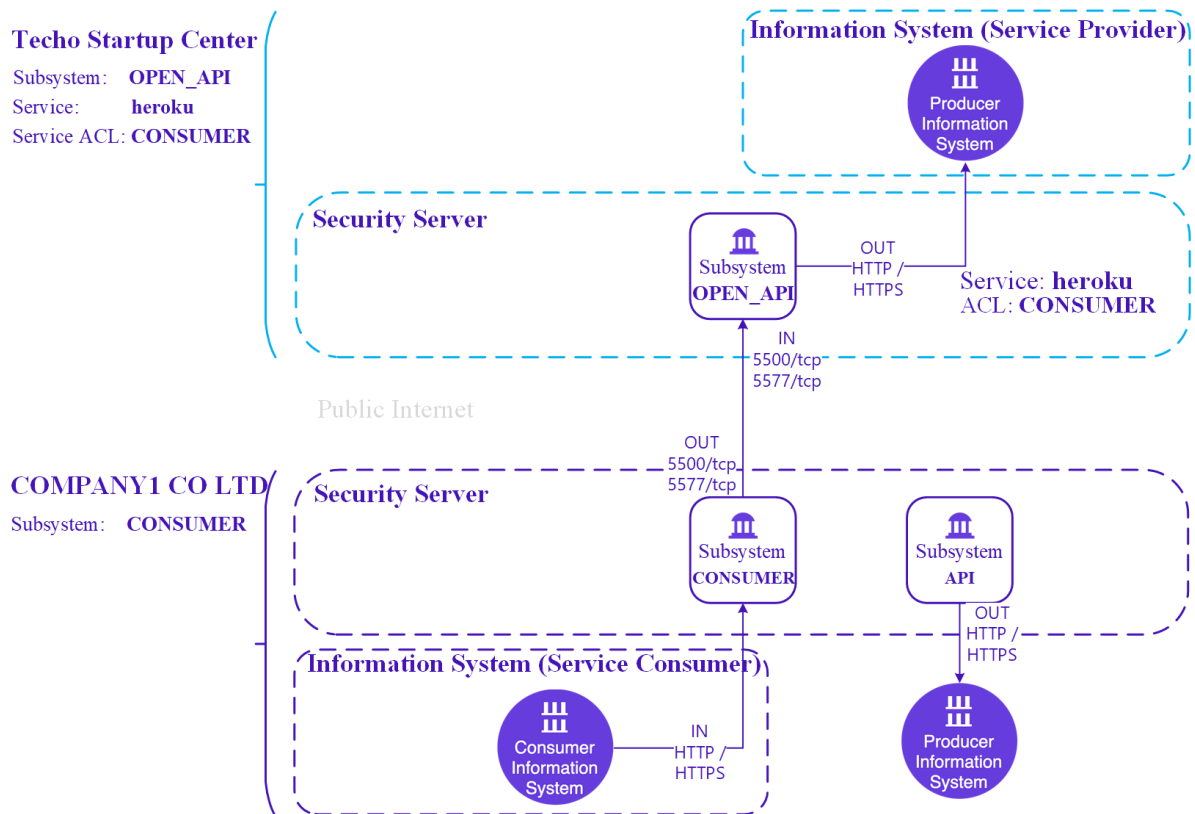 Techo Startup Center
Subsystem: OPEN_API
Service: heroku
Service ACL: CONSUMER
Information System (Service Provider)
Producer
Information
System
Security Server
Subsystem
OPEN_API
OUT
HTTP /
HTTPS
Service: heroku
ACL: CONSUMER
IN
5500/tcp
5577/tcp
Public Internet
OUT
5500/tcp
5577/tcp
COMPANY1 CO LTD
Subsystem: CONSUMER
Security Server
Subsystem
CONSUMER
Subsystem
API
OUT
HTTP /
HTTPS
Information System (Service Consumer)
Consumer
Information
System
IN
HTTP /
HTTPS
Producer
Information
System